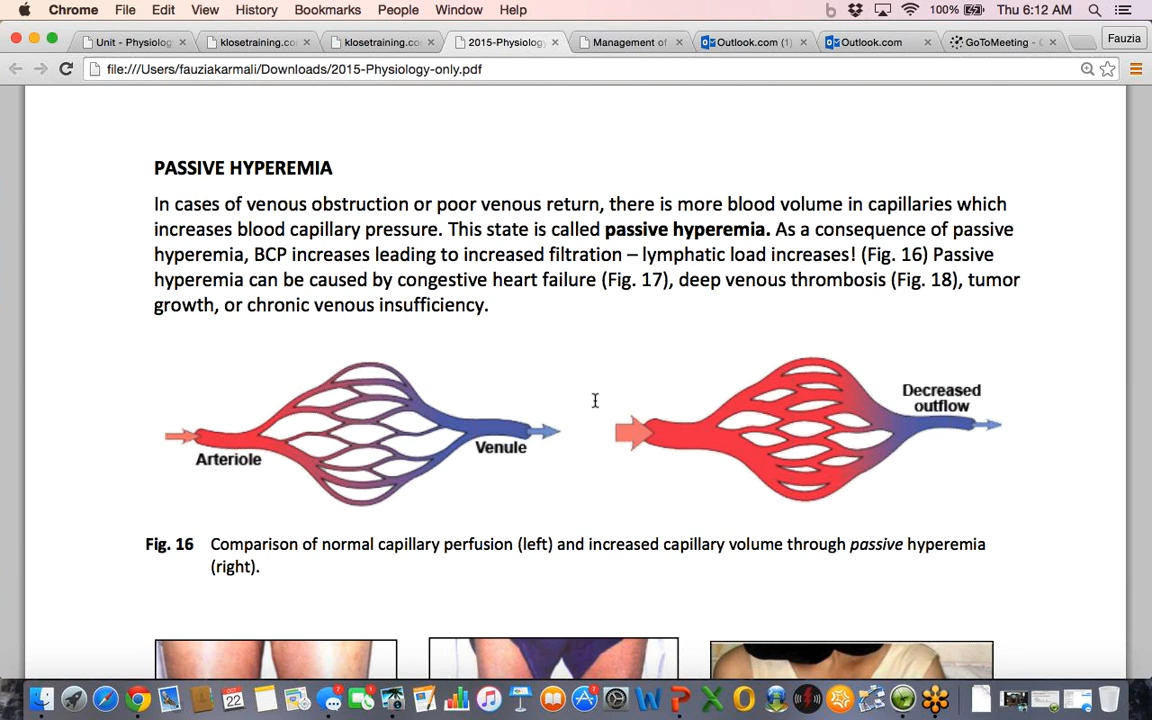 Chrome File Edit View History Bookmarks People Window Help 100% Thu 6:12 AM
Unit - Physiolog klosetraining.co klosetraining.co 2015-Physiology Management of Outlook.com (1) Outlook.com GoToMeeting - Fauzia
file:///Users/fauziakarmali/Downloads/2015-Physiology-only.pdf
PASSIVE HYPEREMIA
In cases of venous obstruction or poor venous return, there is more blood volume in capillaries which
increases blood capillary pressure. This state is called passive hyperemia. As a consequence of passive
hyperemia, BCP increases leading to increased filtration – lymphatic load increases! (Fig. 16) Passive
hyperemia can be caused by congestive heart failure (Fig. 17), deep venous thrombosis (Fig. 18), tumor
growth, or chronic venous insufficiency.
Arteriole
Venule
Decreased
outflow
Fig. 16 Comparison of normal capillary perfusion (left) and increased capillary volume through passive hyperemia
(right).